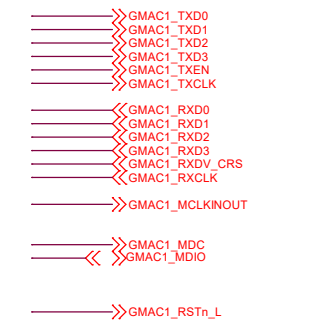 GMAC1_TXD0
GMAC1_TXD1
GMAC1_TXD2
GMAC1_TXD3
GMAC1_TXEN
GMAC1_TXCLK
GMAC1_RXD0
GMAC1_RXD1
GMAC1_RXD2
GMAC1_RXD3
GMAC1_RXDV_CRS
GMAC1_RXCLK
GMAC1_MCLKINOUT
GMAC1_MDC
GMAC1_MDIO
GMAC1_RSTn_L